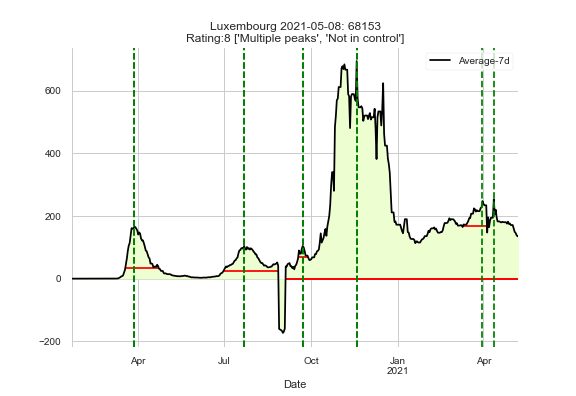 Luxembourg 2021-05-08: 68153
Rating:8 ['Multiple peaks', 'Not in control']
Average-7d
600
400
200
0
−200
Apr
Jul
Oct
Jan
2021
Apr
Date